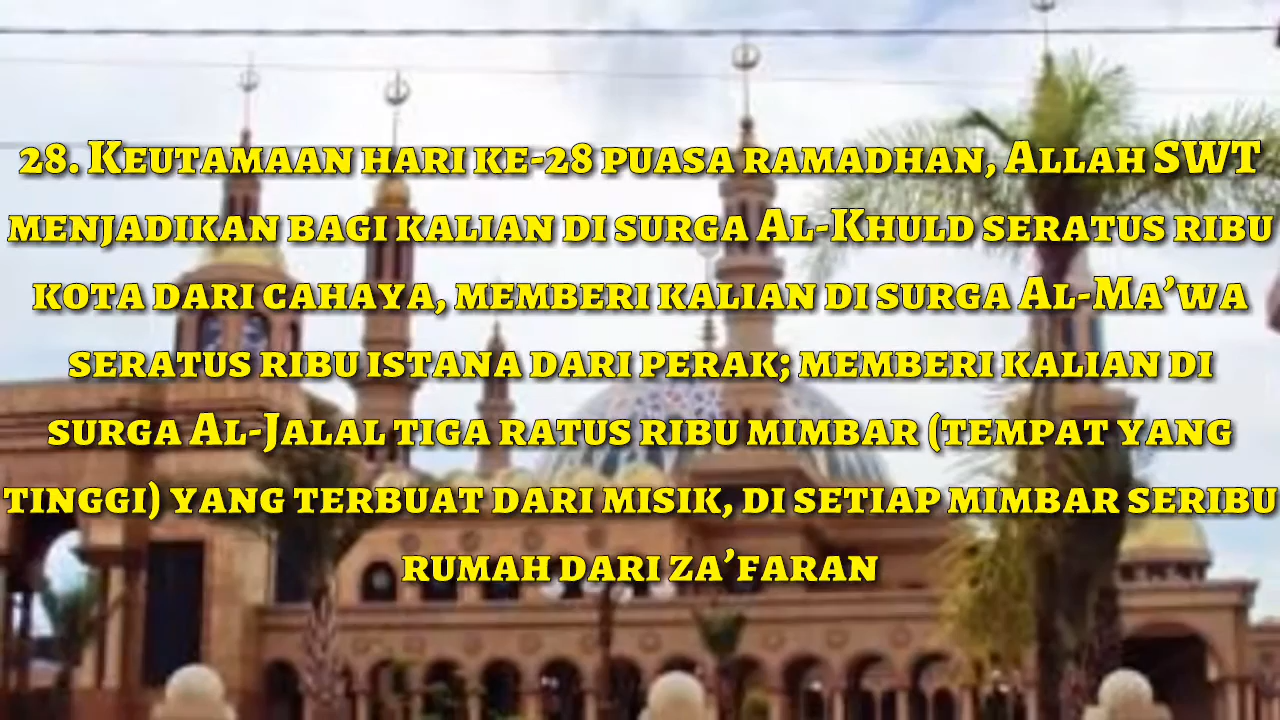 28. Keutamaan hari ke-28 puasa ramadhan, Allah SWT
menjadikan bagi kalian di surga Al-Khuld seratus ribu
kota dari cahaya, memberi kalian di surga Al-Ma’wa
seratus ribu istana dari perak; memberi kalian di
surga Al-Jalal tiga ratus ribu mimbar (tempat yang
tinggi) yang terbuat dari misik, di setiap mimbar seribu
rumah dari za’faran